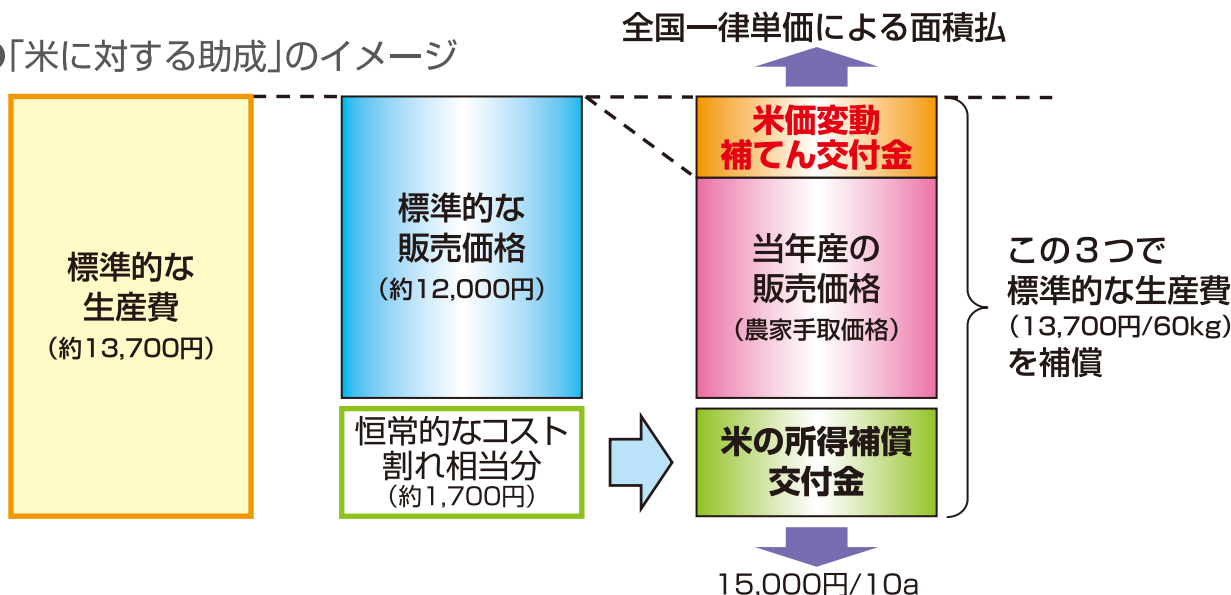 「米に対する助成」のイメージ
全国一律単価による面積払
標準的な
生産費
（約13,700円）
標準的な
販売価格
（約12,000円）
恒常的なコスト
割れ相当分
（約1,700円）
米価変動
補てん交付金
当年産の
販売価格
（農家手取価格）
米の所得補償
交付金
15,000円/10a
この３つで
標準的な生産費
（13,700円/60kg）
を補償